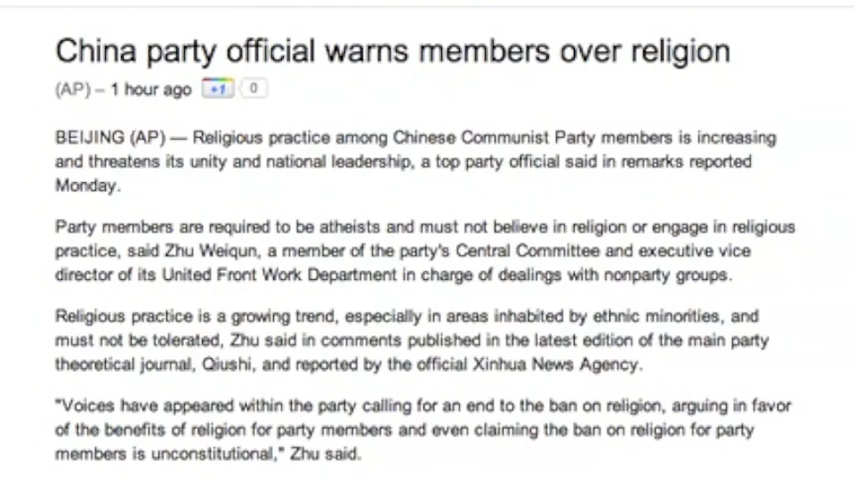 China party official warns members over religion
(AP) – 1 hour ago +1 0
BEIJING (AP) — Religious practice among Chinese Communist Party members is increasing
and threatens its unity and national leadership, a top party official said in remarks reported
Monday.
Party members are required to be atheists and must not believe in religion or engage in religious
practice, said Zhu Weiqun, a member of the party's Central Committee and executive vice
director of its United Front Work Department in charge of dealings with nonparty groups.
Religious practice is a growing trend, especially in areas inhabited by ethnic minorities, and
must not be tolerated, Zhu said in comments published in the latest edition of the main party
theoretical journal, Qiushi, and reported by the official Xinhua News Agency.
"Voices have appeared within the party calling for an end to the ban on religion, arguing in favor
of the benefits of religion for party members and even claiming the ban on religion for party
members is unconstitutional," Zhu said.